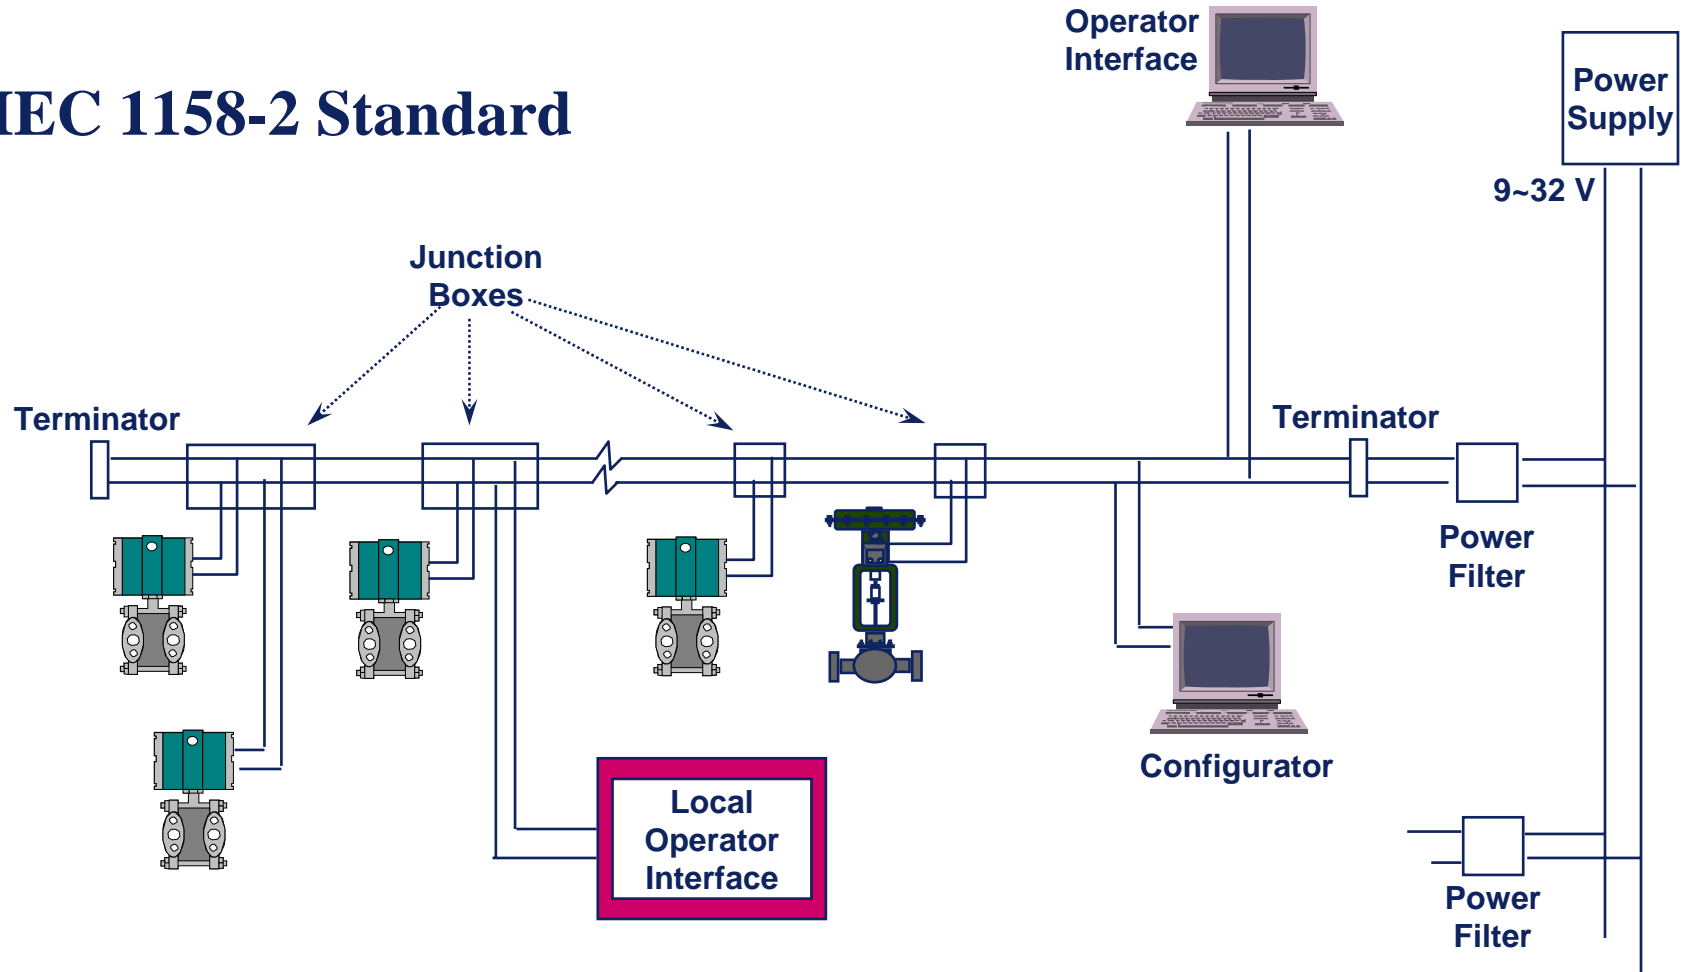 Operator
Interface
Power
Supply
IEC 1158-2 Standard
9~32 V
Junction
Boxes
Terminator
Terminator
Power
Filter
Configurator
Local
Operator
Interface
Power
Filter